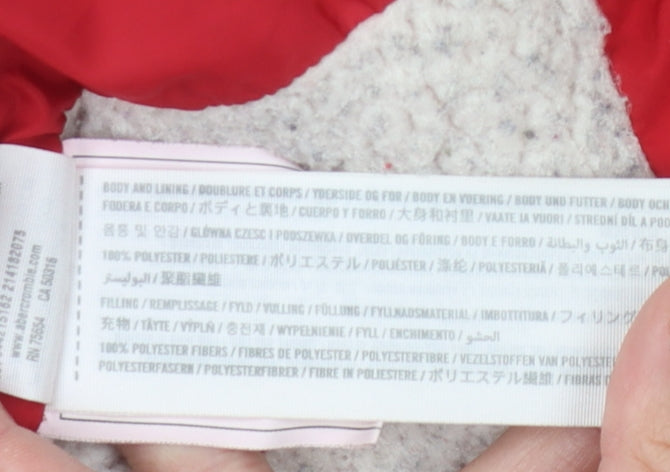 BODY AND LINING / DOUBLURE ET CORPS / YDERSIDE OG FOR / BODY EN VOERING / BODY UND FUTTER / BODY OCH
FODERA E CORPO / ボディと裏地 / CUERPO Y FORRO / 大身和衬里 / VAATE JA VUORI / STREDNÍ DÍL A POD
몸통 및 안감 / GŁÓWNA CZĘŚĆ I PODSZEWKA / OVERDEL OG FÔRING / BODY E FORRO / الثوب والبطانة / 布身
100% POLYESTER / POLIESTERE / ポリエステル / POLIÉSTER / 涤纶 / POLYESTERIÄ / 폴리에스테르 /
البوليستر / 聚酯纖維
FILLING / REMPLISSAGE / FYLD / VULLING / FÜLLUNG / FYLLNADSMATERIAL / IMBOTTITURA / フィリング
充物 / TÄYTE / VÝPLŇ / 충전재 / WYPEŁNIENIE / FYLL / ENCHIMENTO / الحشو
100% POLYESTER FIBERS / FIBRES DE POLYESTER / POLYESTERFIBRE / VEZELSTOFFEN VAN POLYESTE
POLYESTERFASERN / POLYESTERFIBRER / FIBRE IN POLIESTERE / ポリエステル繊維 / FIBRAS
214182075
www.abercrombie.com
RN 75654 CA 50316